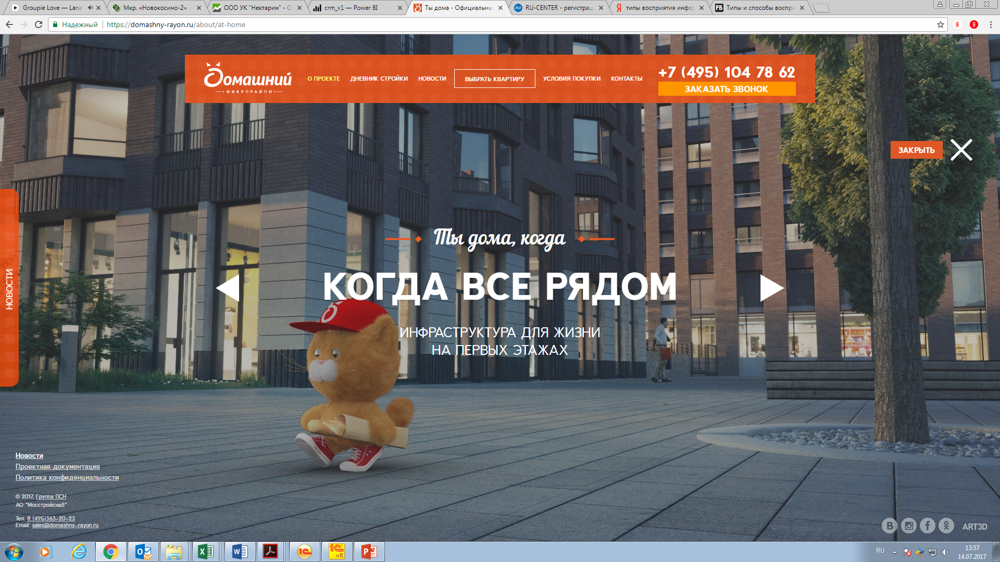 Groupie Love — Lana
Мкр. «Новокосино-2» -
ООО УК "Нектарин" - О
crm_v1 — Power BI
Ты дома - Официальны
RU-CENTER - регистрац
типы восприятия инфор
Типы и способы воспри
Надежный
https://domashny-rayon.ru/about/at-home
Домашний
МИКРОРАЙОН
О ПРОЕКТЕ
ДНЕВНИК СТРОЙКИ
НОВОСТИ
ВЫБРАТЬ КВАРТИРУ
УСЛОВИЯ ПОКУПКИ
КОНТАКТЫ
+7 (495) 104 78 62
ЗАКАЗАТЬ ЗВОНОК
ЗАКРЫТЬ
НОВОСТИ
Ты дома, когда
КОГДА ВСЕ РЯДОМ
ИНФРАСТРУКТУРА ДЛЯ ЖИЗНИ
НА ПЕРВЫХ ЭТАЖАХ
Новости
Проектная документация
Политика конфиденциальности
© 2017, Группа ПСН
АО "Мосстройснаб"
Тел. 8 (495)363-20-23
Email: sales@domashny-rayon.ru
ART3D
RU
13:57
14.07.2017